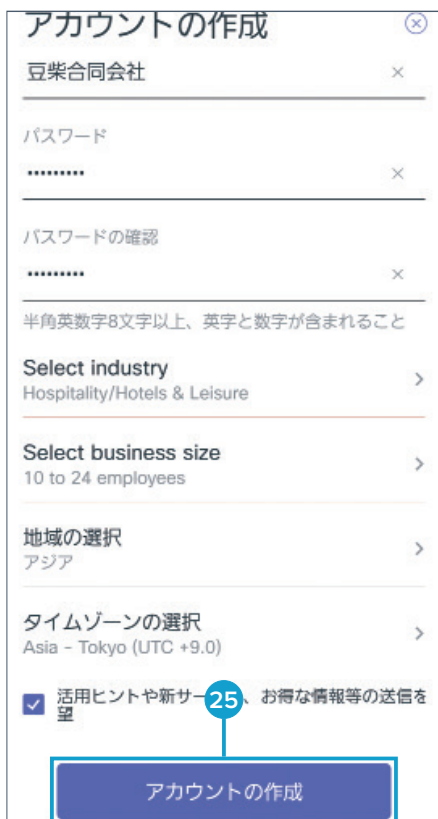 アカウントの作成
豆柴合同会社
パスワード
•••••••••
パスワードの確認
•••••••••
半角英数字8文字以上、英字と数字が含まれること
Select industry
Hospitality/Hotels & Leisure
Select business size
10 to 24 employees
地域の選択
アジア
タイムゾーンの選択
Asia - Tokyo (UTC +9.0)
活用ヒントや新サー 25 、お得な情報等の送信を
望
アカウントの作成